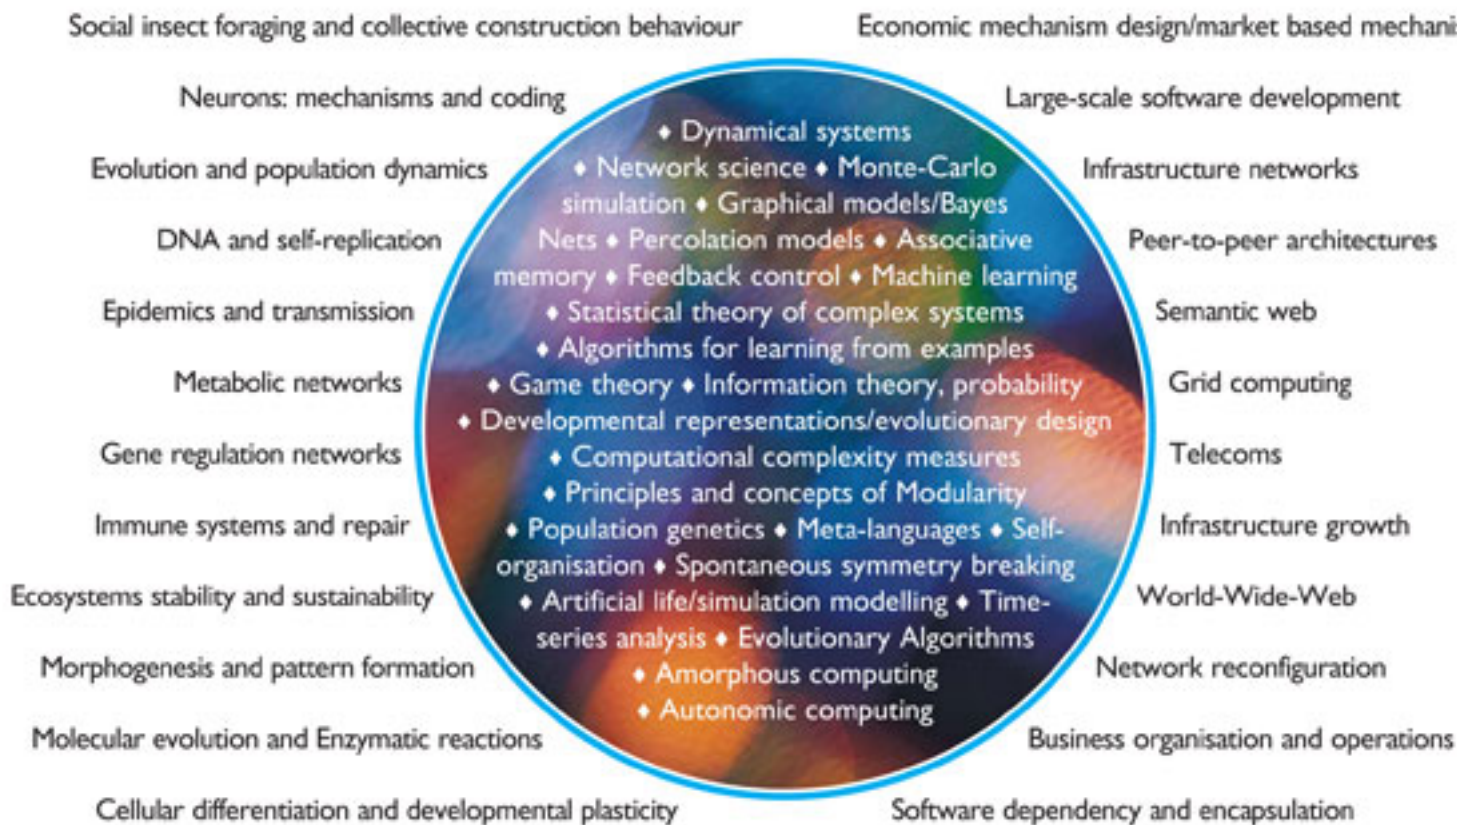 Social insect foraging and collective construction behaviour
Neurons: mechanisms and coding
Evolution and population dynamics
DNA and self-replication
Epidemics and transmission
Metabolic networks
Gene regulation networks
Immune systems and repair
Ecosystems stability and sustainability
Morphogenesis and pattern formation
Molecular evolution and Enzymatic reactions
Cellular differentiation and developmental plasticity
♦ Dynamical systems
♦ Network science ♦ Monte-Carlo
simulation ♦ Graphical models/Bayes
Nets ♦ Percolation models ♦ Associative
memory ♦ Feedback control ♦ Machine learning
♦ Statistical theory of complex systems
♦ Algorithms for learning from examples
♦ Game theory ♦ Information theory, probability
♦ Developmental representations/evolutionary design
♦ Computational complexity measures
♦ Principles and concepts of Modularity
♦ Population genetics ♦ Meta-languages ♦ Self-
organisation ♦ Spontaneous symmetry breaking
♦ Artificial life/simulation modelling ♦ Time-
series analysis ♦ Evolutionary Algorithms
♦ Amorphous computing
♦ Autonomic computing
Economic mechanism design/market based mechani
Large-scale software development
Infrastructure networks
Peer-to-peer architectures
Semantic web
Grid computing
Telecoms
Infrastructure growth
World-Wide-Web
Network reconfiguration
Business organisation and operations
Software dependency and encapsulation